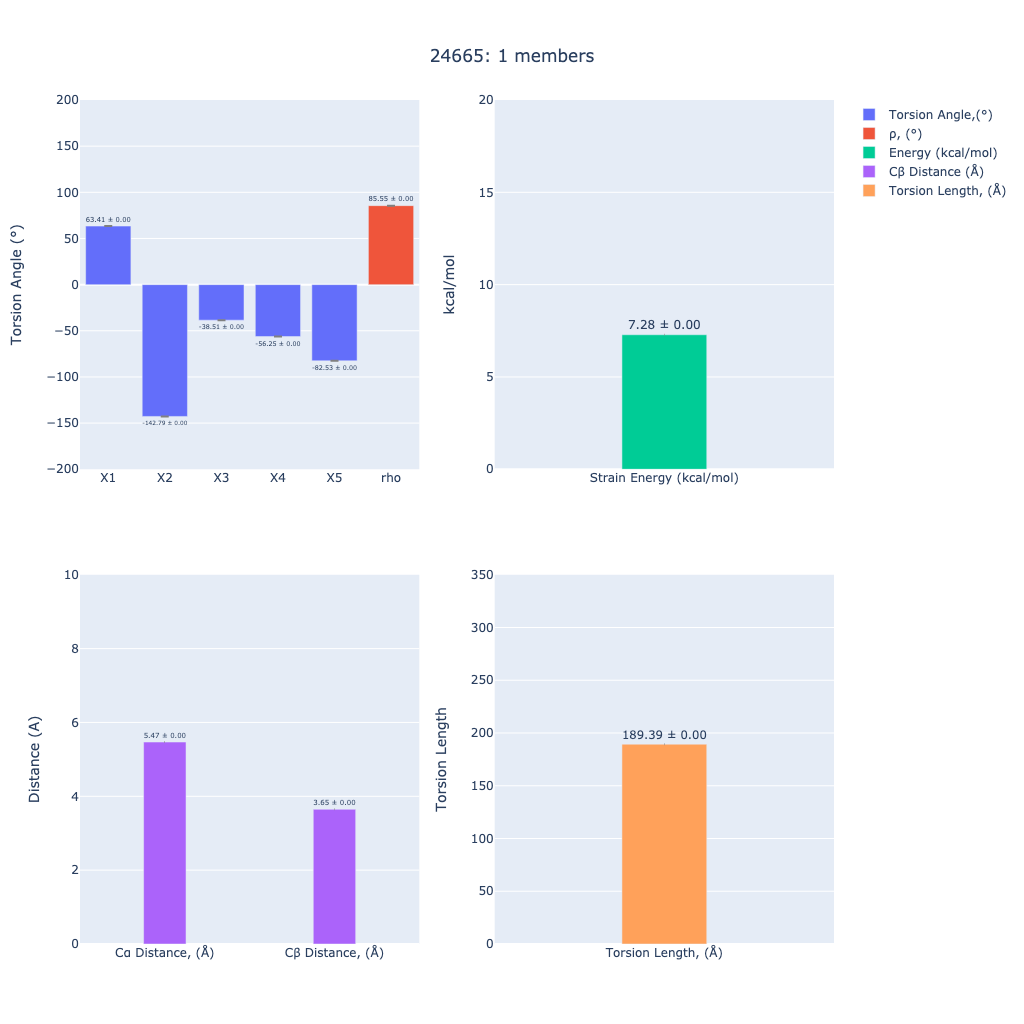 24665: 1 members
Torsion Angle (°)
200
150
100
50
0
−50
−100
−150
−200
63.41 ± 0.00
-142.79 ± 0.00
-38.51 ± 0.00
-56.25 ± 0.00
-82.53 ± 0.00
85.55 ± 0.00
X1 X2 X3 X4 X5 rho
kcal/mol
20
15
10
5
0
7.28 ± 0.00
Strain Energy (kcal/mol)
Torsion Angle,(°)
ρ, (°)
Energy (kcal/mol)
Cβ Distance (Å)
Torsion Length, (Å)
Distance (A)
10
8
6
4
2
0
5.47 ± 0.00
3.65 ± 0.00
Cα Distance, (Å) Cβ Distance, (Å)
Torsion Length
350
300
250
200
150
100
50
0
189.39 ± 0.00
Torsion Length, (Å)